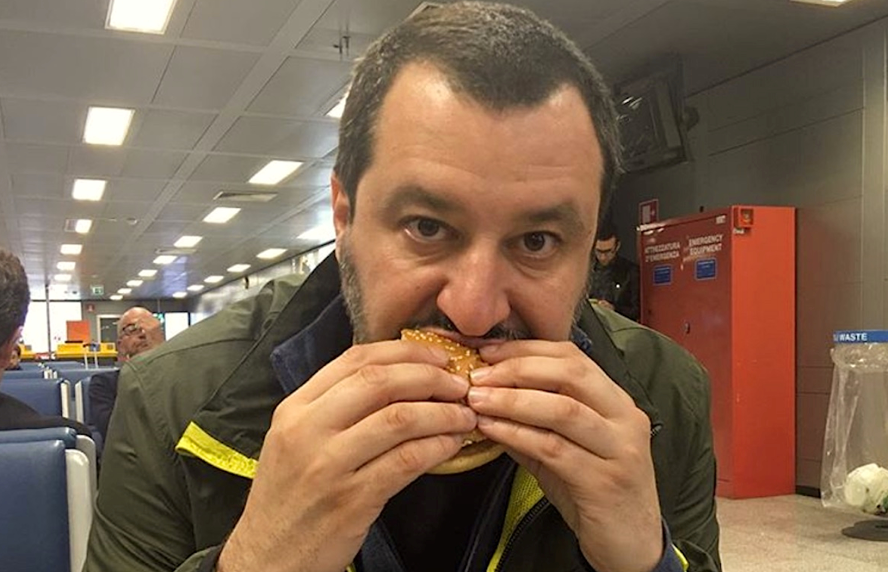 ATTREZZATURA
D'EMERGENZA
EMERGENCY
EQUIPMENT
WASTE